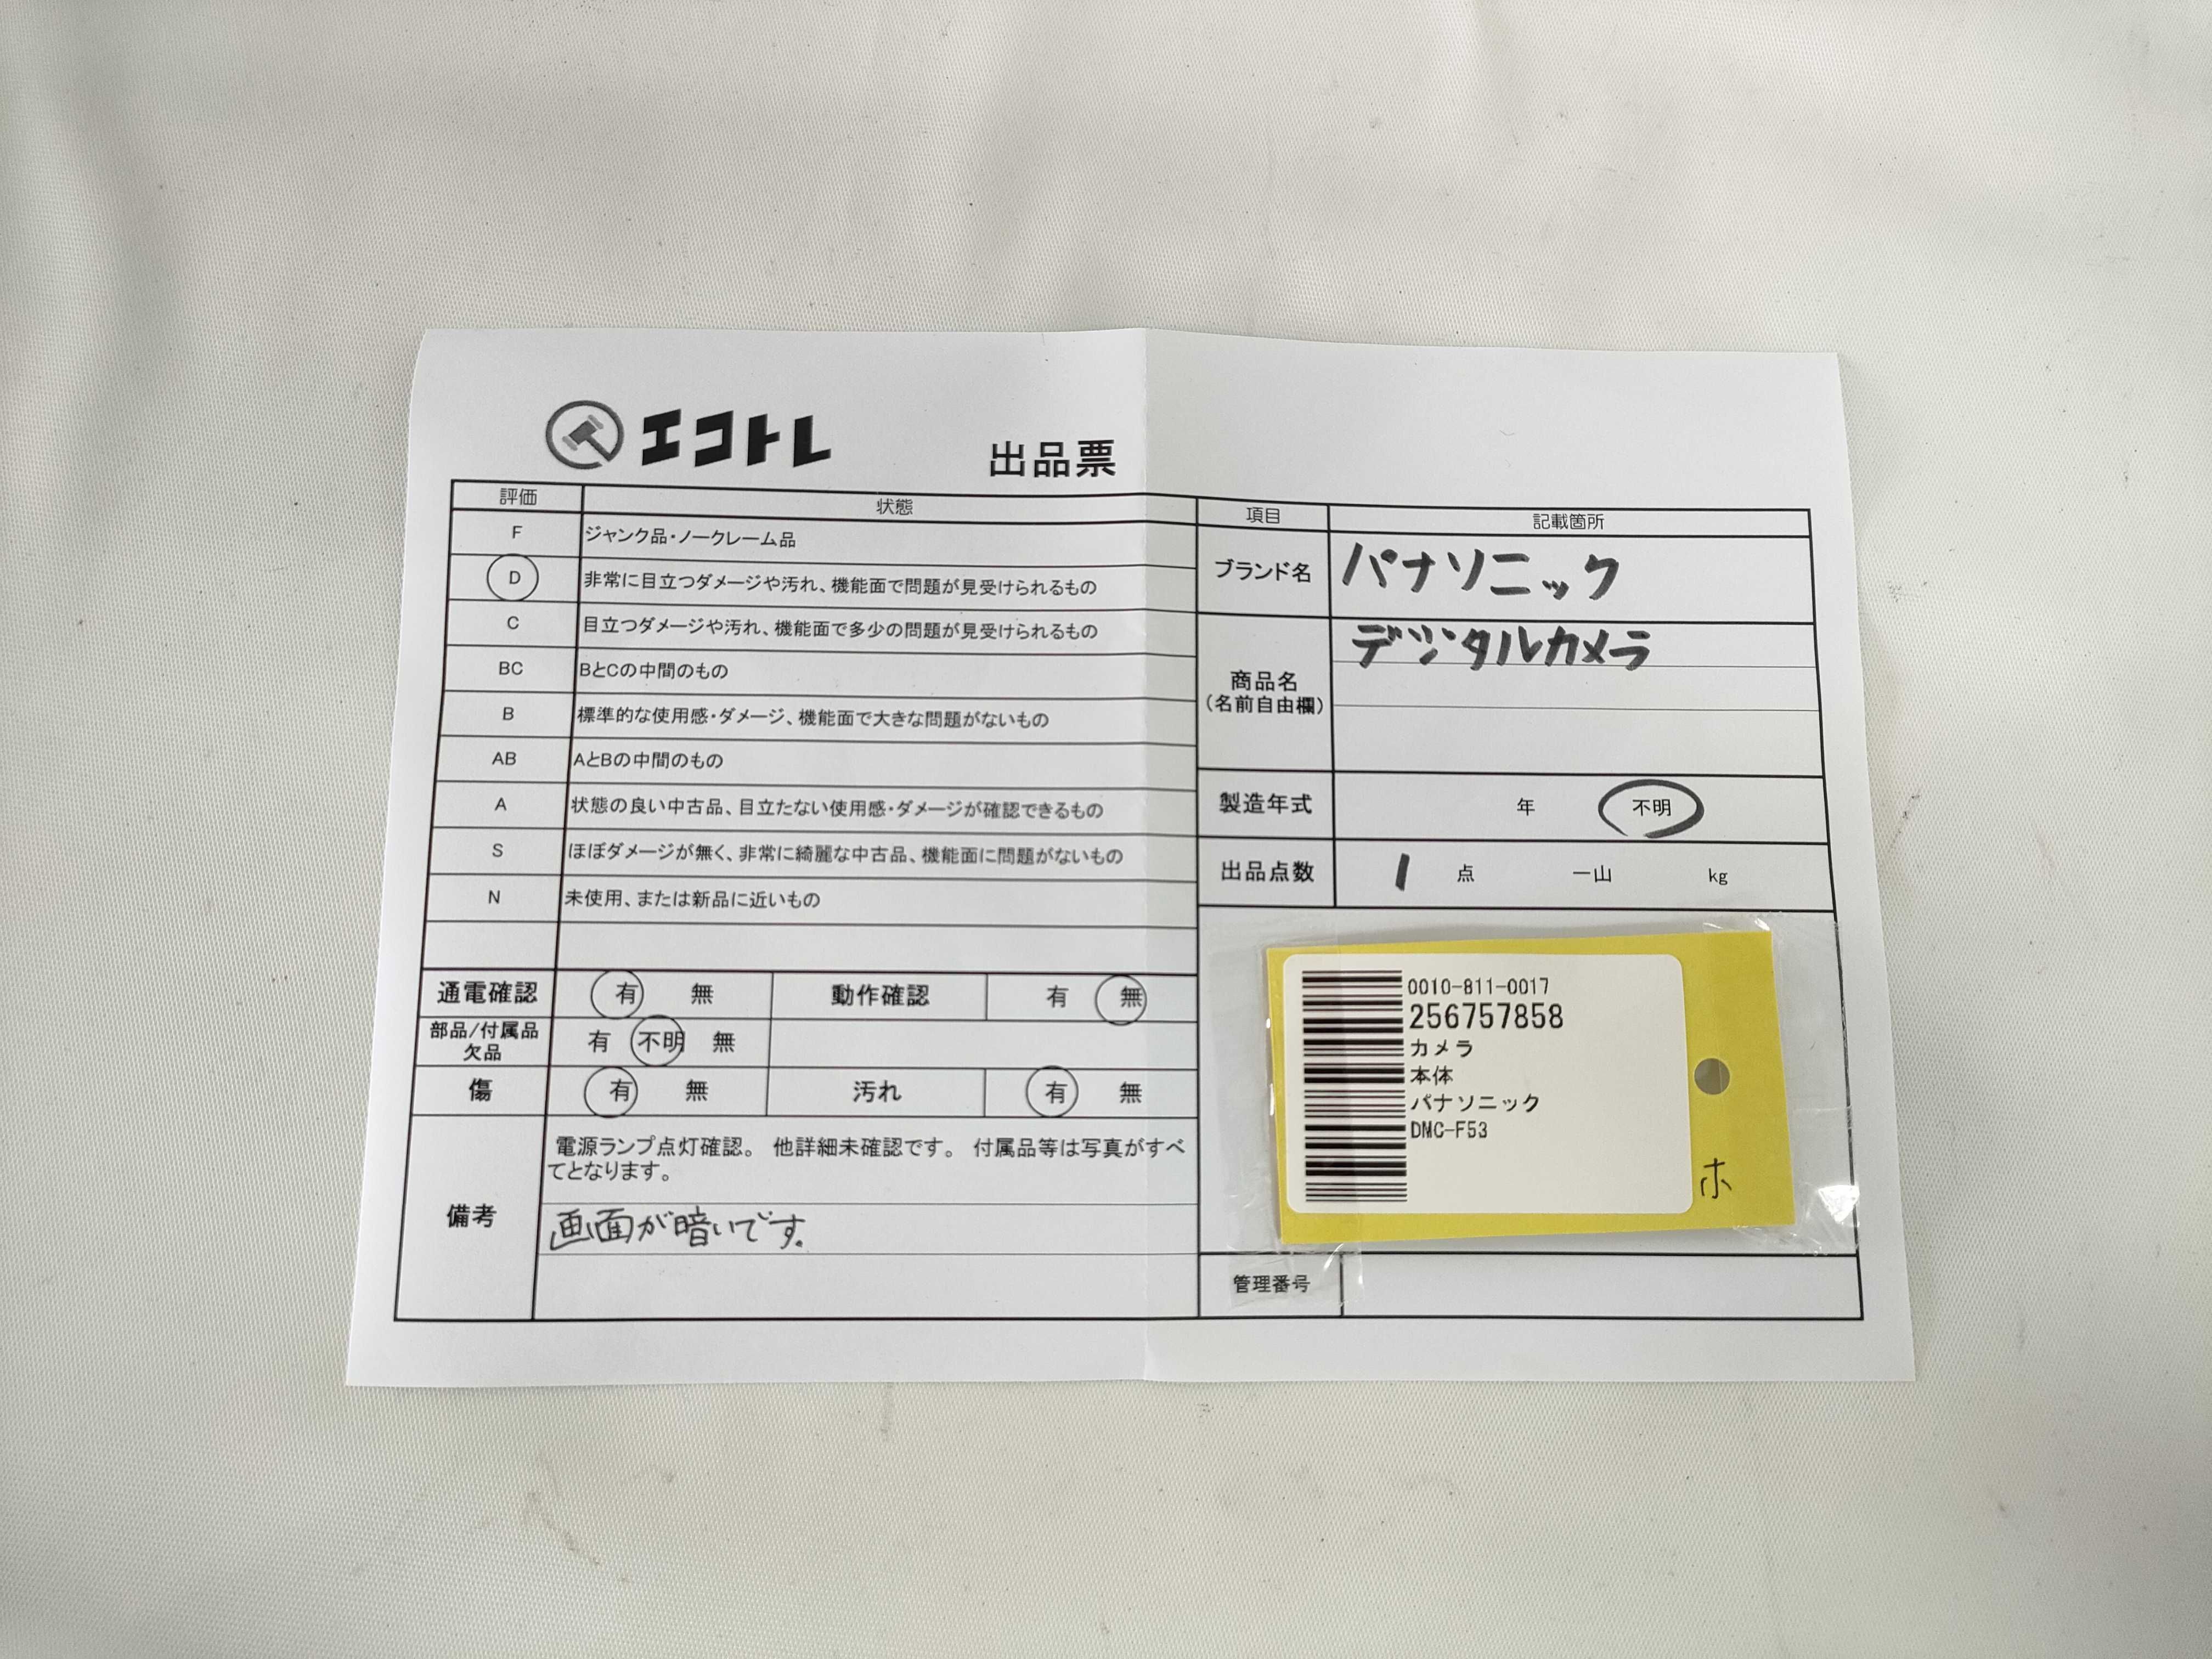 エコトレ
出品票
評価 状態
F ジャンク品・ノークレーム品
D 非常に目立つダメージや汚れ、機能面で問題が見受けられるもの
C 目立つダメージや汚れ、機能面で多少の問題が見受けられるもの
BC BとCの中間のもの
B 標準的な使用感・ダメージ、機能面で大きな問題がないもの
AB AとBの中間のもの
A 状態の良い中古品、目立たない使用感・ダメージが確認できるもの
S ほぼダメージが無く、非常に綺麗な中古品、機能面に問題がないもの
N 未使用、または新品に近いもの
通電確認 有 無 動作確認 有 無
部品/付属品
欠品 有 不明 無
傷 有 無 汚れ 有 無
備考
電源ランプ点灯確認。 他詳細未確認です。 付属品等は写真がすべ
てとなります。
画面が暗いです。
項目 記載箇所
ブランド名 パナソニック
商品名
(名前自由欄)
デジタルカメラ
製造年式 年 不明
出品点数 1 点 一山 kg
0010-811-0017
256757858
カメラ
本体
パナソニック
DMC-F53
ホ
管理番号